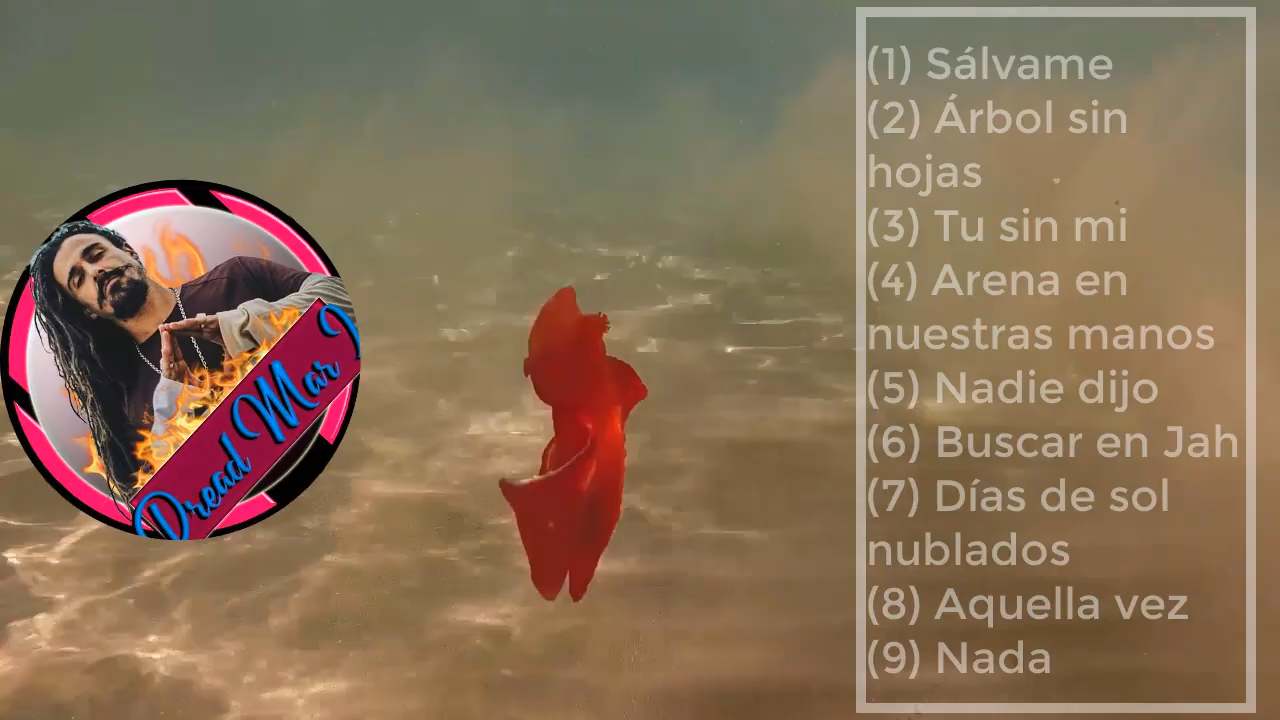 Dread Mar I
(1) Sálvame
(2) Árbol sin
hojas
(3) Tu sin mi
(4) Arena en
nuestras manos
(5) Nadie dijo
(6) Buscar en Jah
(7) Días de sol
nublados
(8) Aquella vez
(9) Nada